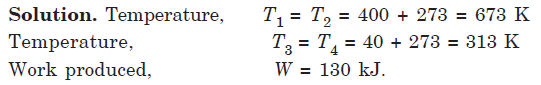 Solution. Temperature, T₁ = T₂ = 400 + 273 = 673 K
Temperature, T₃ = T₄ = 40 + 273 = 313 K
Work produced, W = 130 kJ.